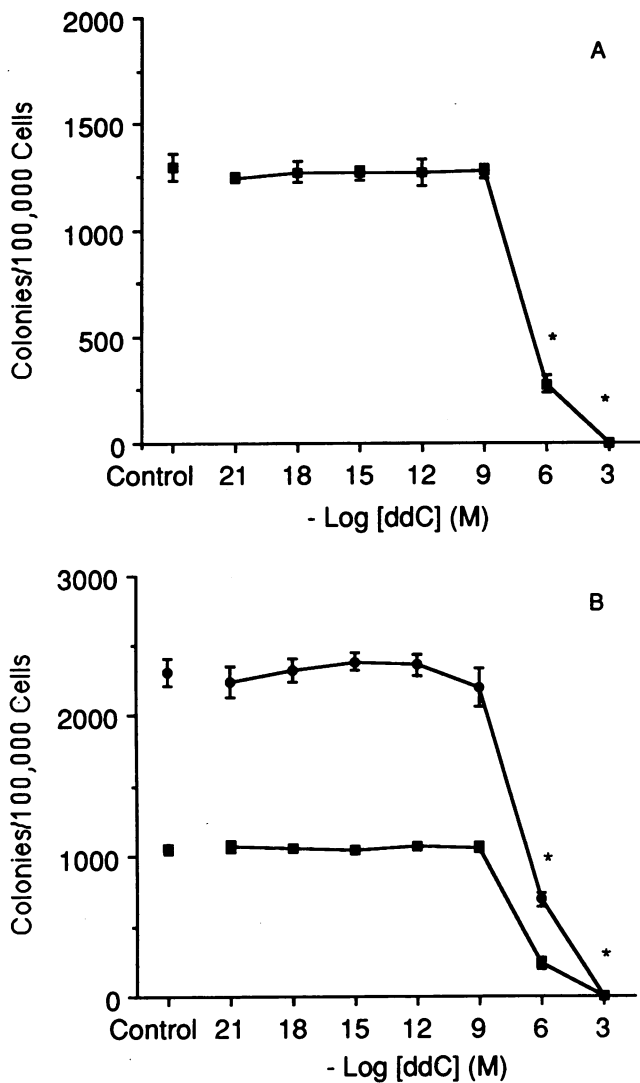 A
Colonies/100,000 Cells
2000
1500
1000
500
0
*
*
Control 21 18 15 12 9 6 3
- Log [ddC] (M)
B
Colonies/100,000 Cells
3000
2000
1000
0
*
*
Control 21 18 15 12 9 6 3
- Log [ddC] (M)